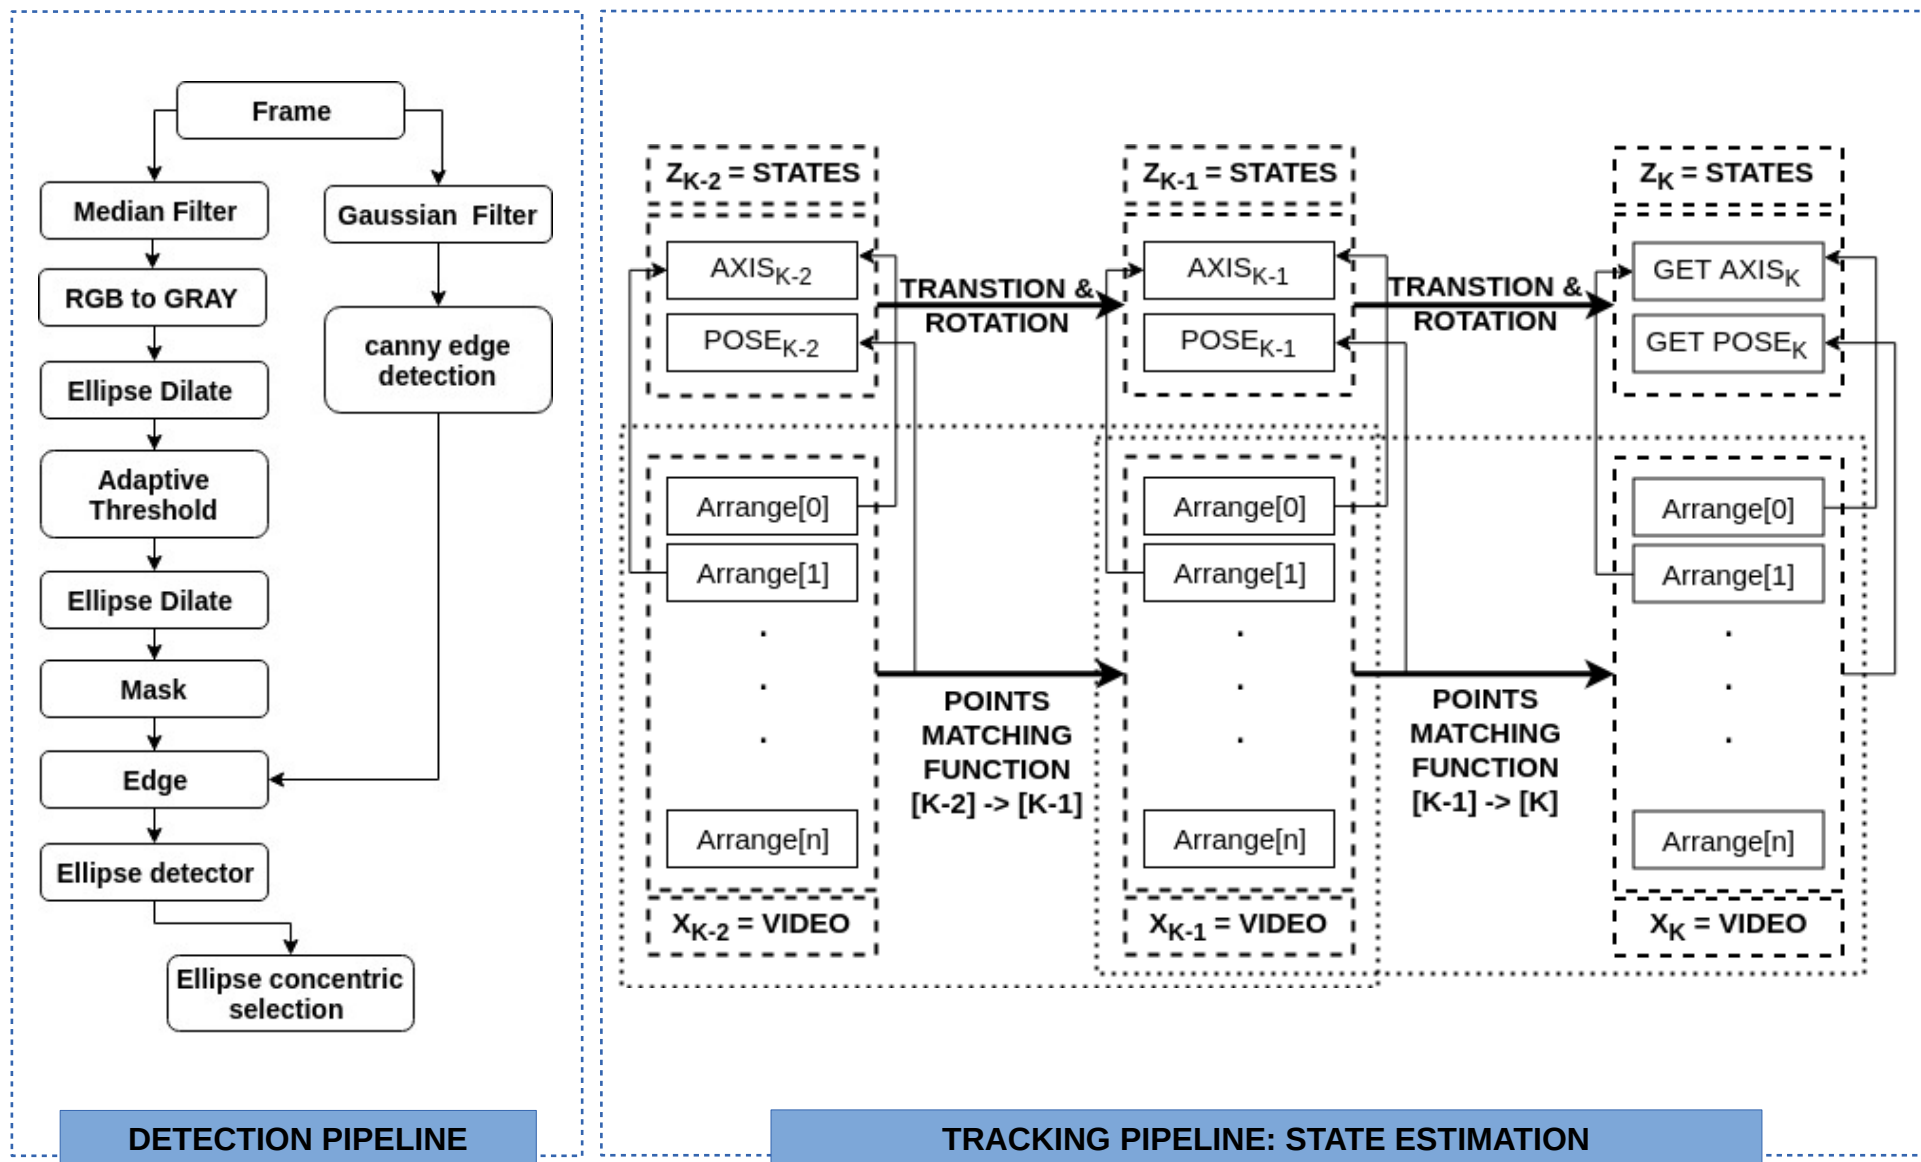 Frame
Median Filter
Gaussian Filter
RGB to GRAY
canny edge
detection
Ellipse Dilate
Adaptive
Threshold
Ellipse Dilate
Mask
Edge
Ellipse detector
Ellipse concentric
selection
DETECTION PIPELINE
ZK-2 = STATES
AXISK-2
POSEK-2
TRANSTION &
ROTATION
ZK-1 = STATES
AXISK-1
POSEK-1
TRANSTION &
ROTATION
ZK = STATES
GET AXISK
GET POSEK
Arrange[0]
Arrange[1]
.
.
.
Arrange[n]
XK-2 = VIDEO
POINTS
MATCHING
FUNCTION
[K-2] -> [K-1]
Arrange[0]
Arrange[1]
.
.
.
Arrange[n]
XK-1 = VIDEO
POINTS
MATCHING
FUNCTION
[K-1] -> [K]
Arrange[0]
Arrange[1]
.
.
.
Arrange[n]
XK = VIDEO
TRACKING PIPELINE: STATE ESTIMATION